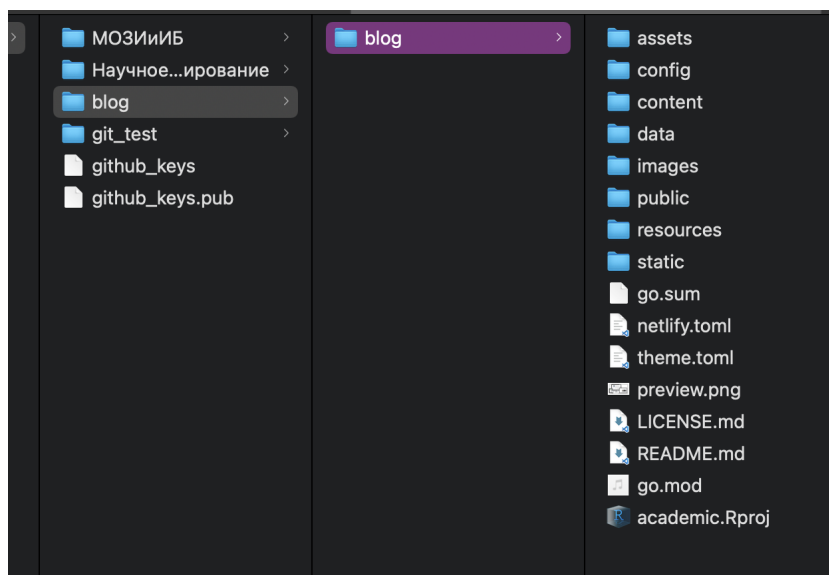 МОЗИиИБ
Научное...ирование
blog
git_test
github_keys
github_keys.pub
blog
assets
config
content
data
images
public
resources
static
go.sum
netlify.toml
theme.toml
preview.png
LICENSE.md
README.md
go.mod
academic.Rproj